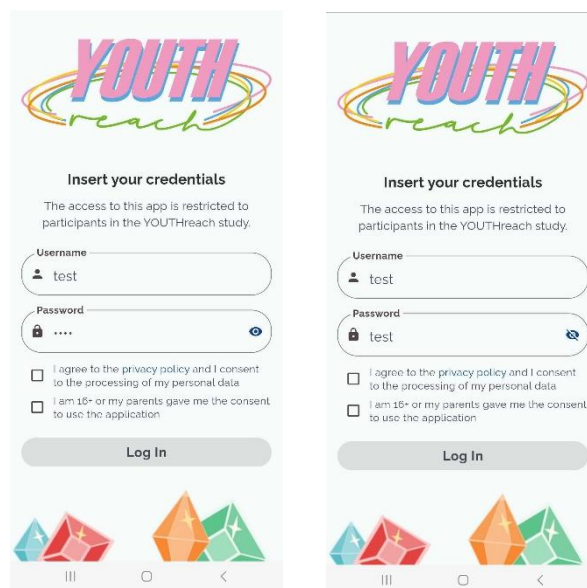 YOUTH
reach
Insert your credentials
The access to this app is restricted to
participants in the YOUTHreach study.
Username
test
Password
....
I agree to the privacy policy and I consent
to the processing of my personal data
I am 16+ or my parents gave me the consent
to use the application
Log In
YOUTH
reach
Insert your credentials
The access to this app is restricted to
participants in the YOUTHreach study.
Username
test
Password
test
I agree to the privacy policy and I consent
to the processing of my personal data
I am 16+ or my parents gave me the consent
to use the application
Log In